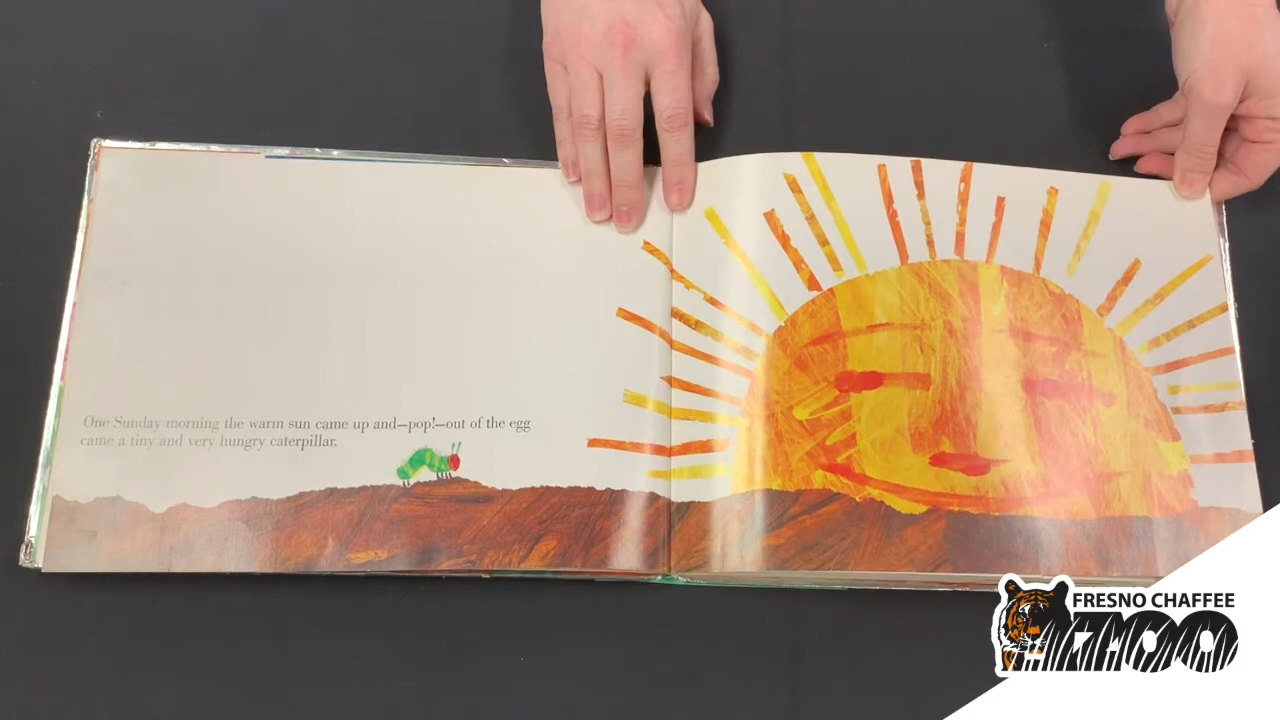 One Sunday morning the warm sun came up and—pop!—out of the egg
came a tiny and very hungry caterpillar.
FRESNO CHAFFEE
ZOO